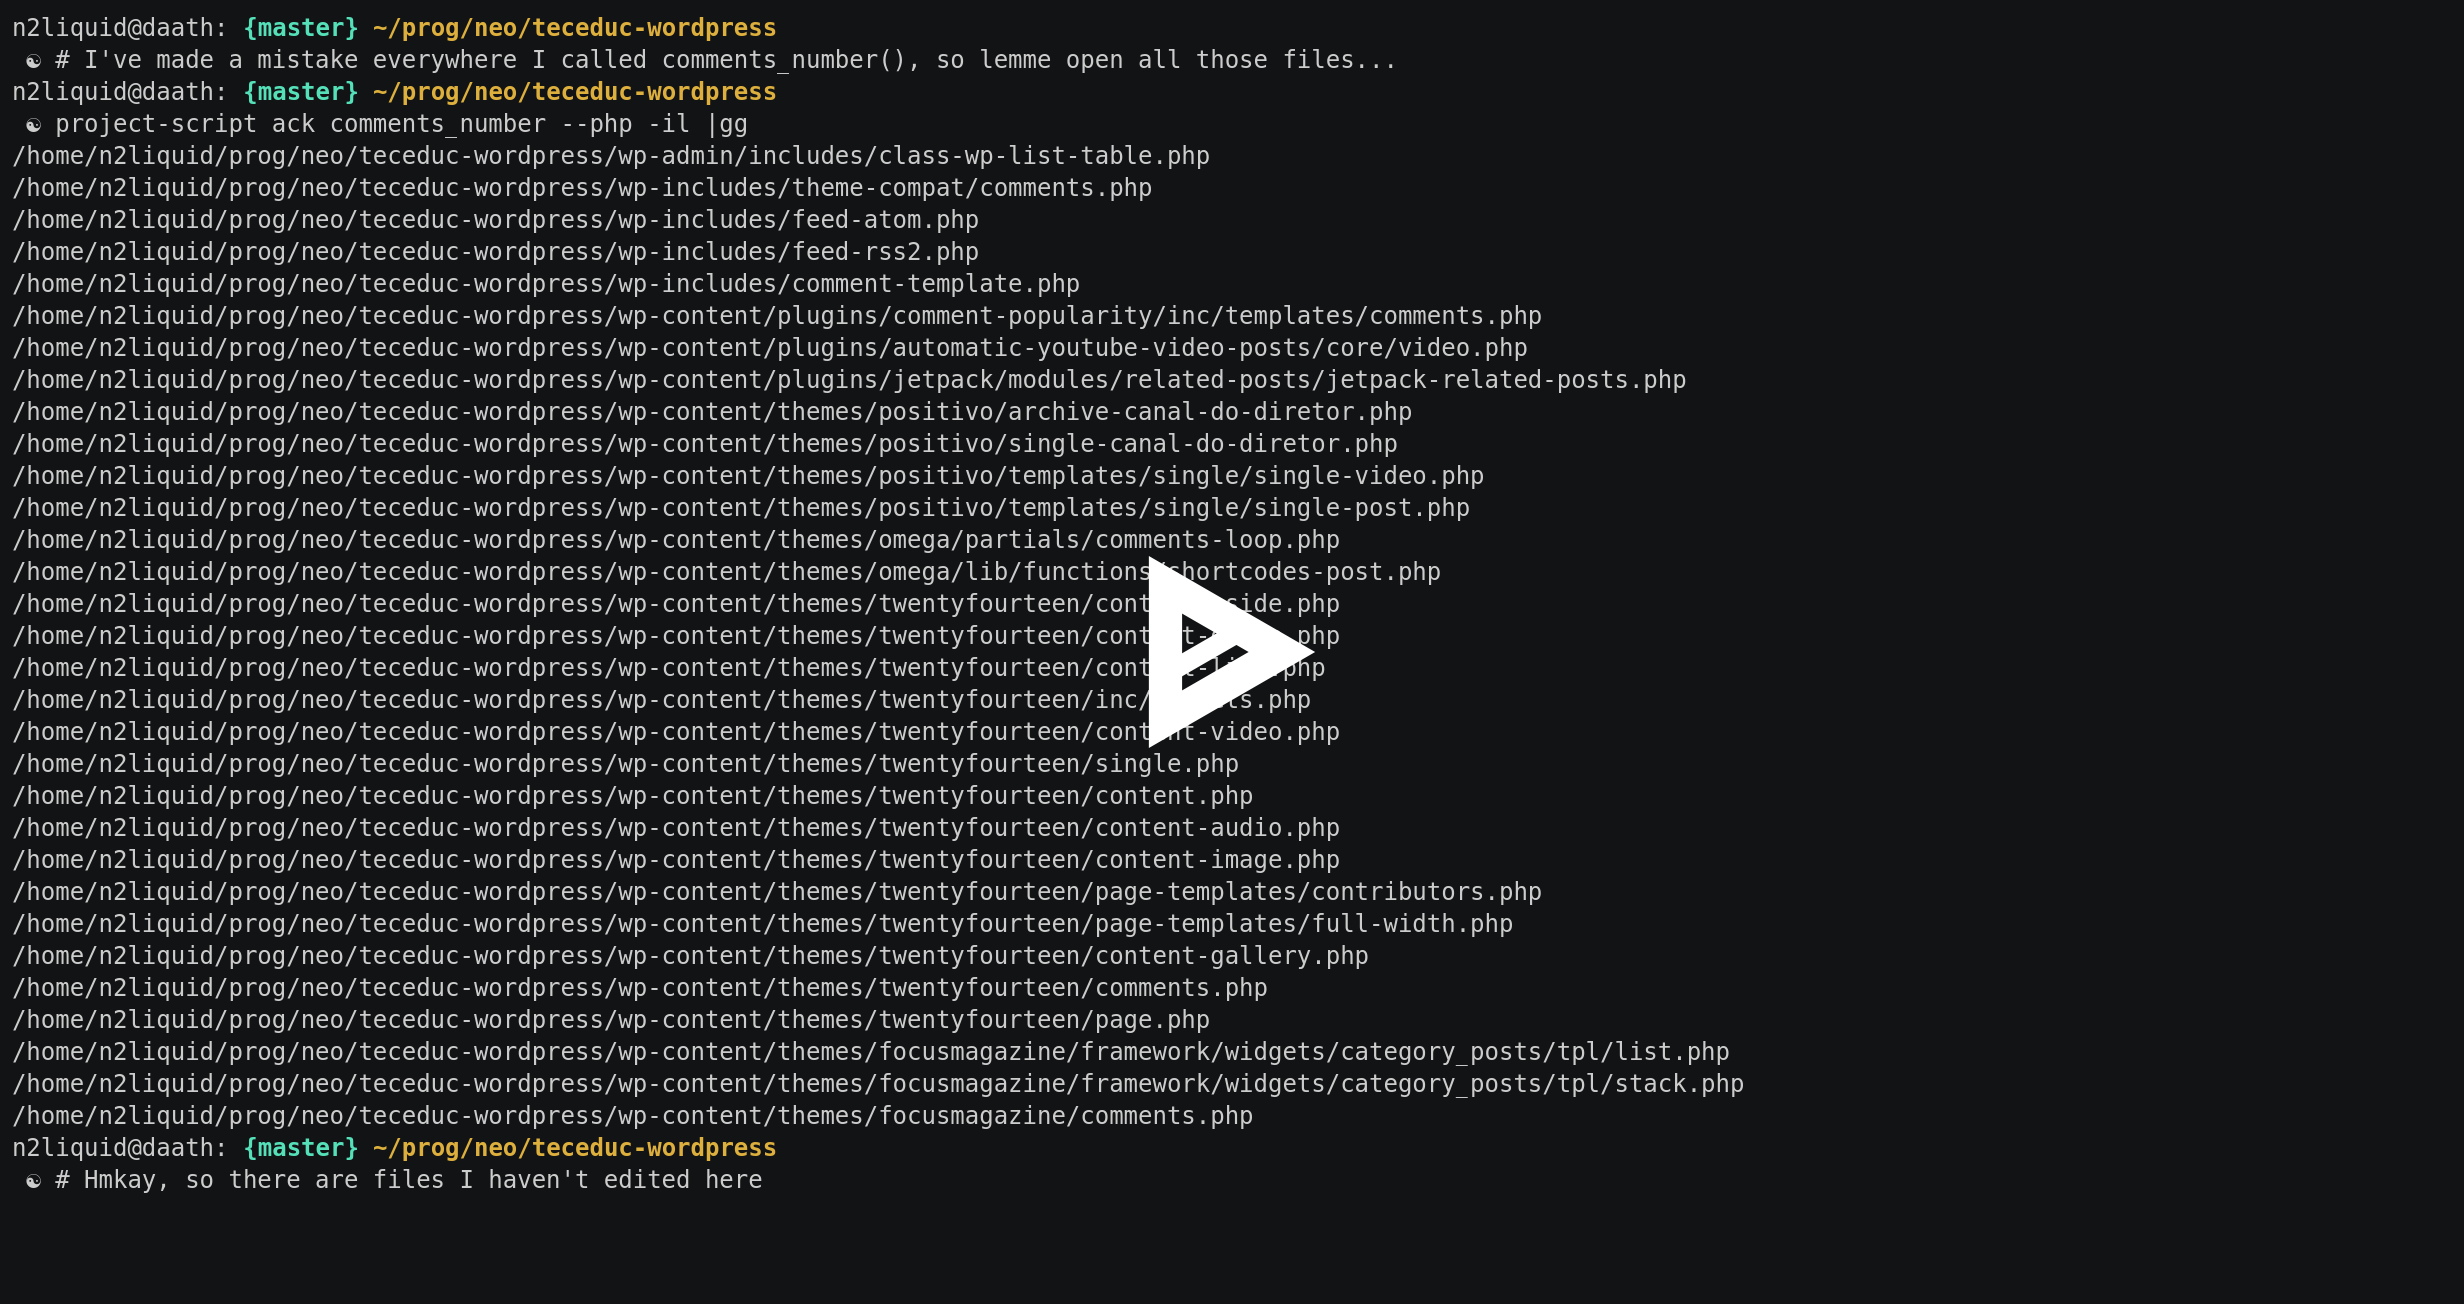 n2liquid@daath: {master} ~/prog/neo/teceduc-wordpress
☯ # I've made a mistake everywhere I called comments_number(), so lemme open all those files...
n2liquid@daath: {master} ~/prog/neo/teceduc-wordpress
☯ project-script ack comments_number --php -il |gg
/home/n2liquid/prog/neo/teceduc-wordpress/wp-admin/includes/class-wp-list-table.php
/home/n2liquid/prog/neo/teceduc-wordpress/wp-includes/theme-compat/comments.php
/home/n2liquid/prog/neo/teceduc-wordpress/wp-includes/feed-atom.php
/home/n2liquid/prog/neo/teceduc-wordpress/wp-includes/feed-rss2.php
/home/n2liquid/prog/neo/teceduc-wordpress/wp-includes/comment-template.php
/home/n2liquid/prog/neo/teceduc-wordpress/wp-content/plugins/comment-popularity/inc/templates/comments.php
/home/n2liquid/prog/neo/teceduc-wordpress/wp-content/plugins/automatic-youtube-video-posts/core/video.php
/home/n2liquid/prog/neo/teceduc-wordpress/wp-content/plugins/jetpack/modules/related-posts/jetpack-related-posts.php
/home/n2liquid/prog/neo/teceduc-wordpress/wp-content/themes/positivo/archive-canal-do-diretor.php
/home/n2liquid/prog/neo/teceduc-wordpress/wp-content/themes/positivo/single-canal-do-diretor.php
/home/n2liquid/prog/neo/teceduc-wordpress/wp-content/themes/positivo/templates/single/single-video.php
/home/n2liquid/prog/neo/teceduc-wordpress/wp-content/themes/positivo/templates/single/single-post.php
/home/n2liquid/prog/neo/teceduc-wordpress/wp-content/themes/omega/partials/comments-loop.php
/home/n2liquid/prog/neo/teceduc-wordpress/wp-content/themes/omega/lib/functions/shortcodes-post.php
/home/n2liquid/prog/neo/teceduc-wordpress/wp-content/themes/twentyfourteen/
/home/n2liquid/prog/neo/teceduc-wordpress/wp-content/themes/twentyfourteen/
/home/n2liquid/prog/neo/teceduc-wordpress/wp-content/themes/twentyfourteen/
/home/n2liquid/prog/neo/teceduc-wordpress/wp-content/themes/twentyfourteen/inc/
/home/n2liquid/prog/neo/teceduc-wordpress/wp-content/themes/twentyfourteen/content-video.php
/home/n2liquid/prog/neo/teceduc-wordpress/wp-content/themes/twentyfourteen/single.php
/home/n2liquid/prog/neo/teceduc-wordpress/wp-content/themes/twentyfourteen/content.php
/home/n2liquid/prog/neo/teceduc-wordpress/wp-content/themes/twentyfourteen/content-audio.php
/home/n2liquid/prog/neo/teceduc-wordpress/wp-content/themes/twentyfourteen/content-image.php
/home/n2liquid/prog/neo/teceduc-wordpress/wp-content/themes/twentyfourteen/page-templates/contributors.php
/home/n2liquid/prog/neo/teceduc-wordpress/wp-content/themes/twentyfourteen/page-templates/full-width.php
/home/n2liquid/prog/neo/teceduc-wordpress/wp-content/themes/twentyfourteen/content-gallery.php
/home/n2liquid/prog/neo/teceduc-wordpress/wp-content/themes/twentyfourteen/comments.php
/home/n2liquid/prog/neo/teceduc-wordpress/wp-content/themes/twentyfourteen/page.php
/home/n2liquid/prog/neo/teceduc-wordpress/wp-content/themes/focusmagazine/framework/widgets/category_posts/tpl/list.php
/home/n2liquid/prog/neo/teceduc-wordpress/wp-content/themes/focusmagazine/framework/widgets/category_posts/tpl/stack.php
/home/n2liquid/prog/neo/teceduc-wordpress/wp-content/themes/focusmagazine/comments.php
n2liquid@daath: {master} ~/prog/neo/teceduc-wordpress
☯ # Hmkay, so there are files I haven't edited here